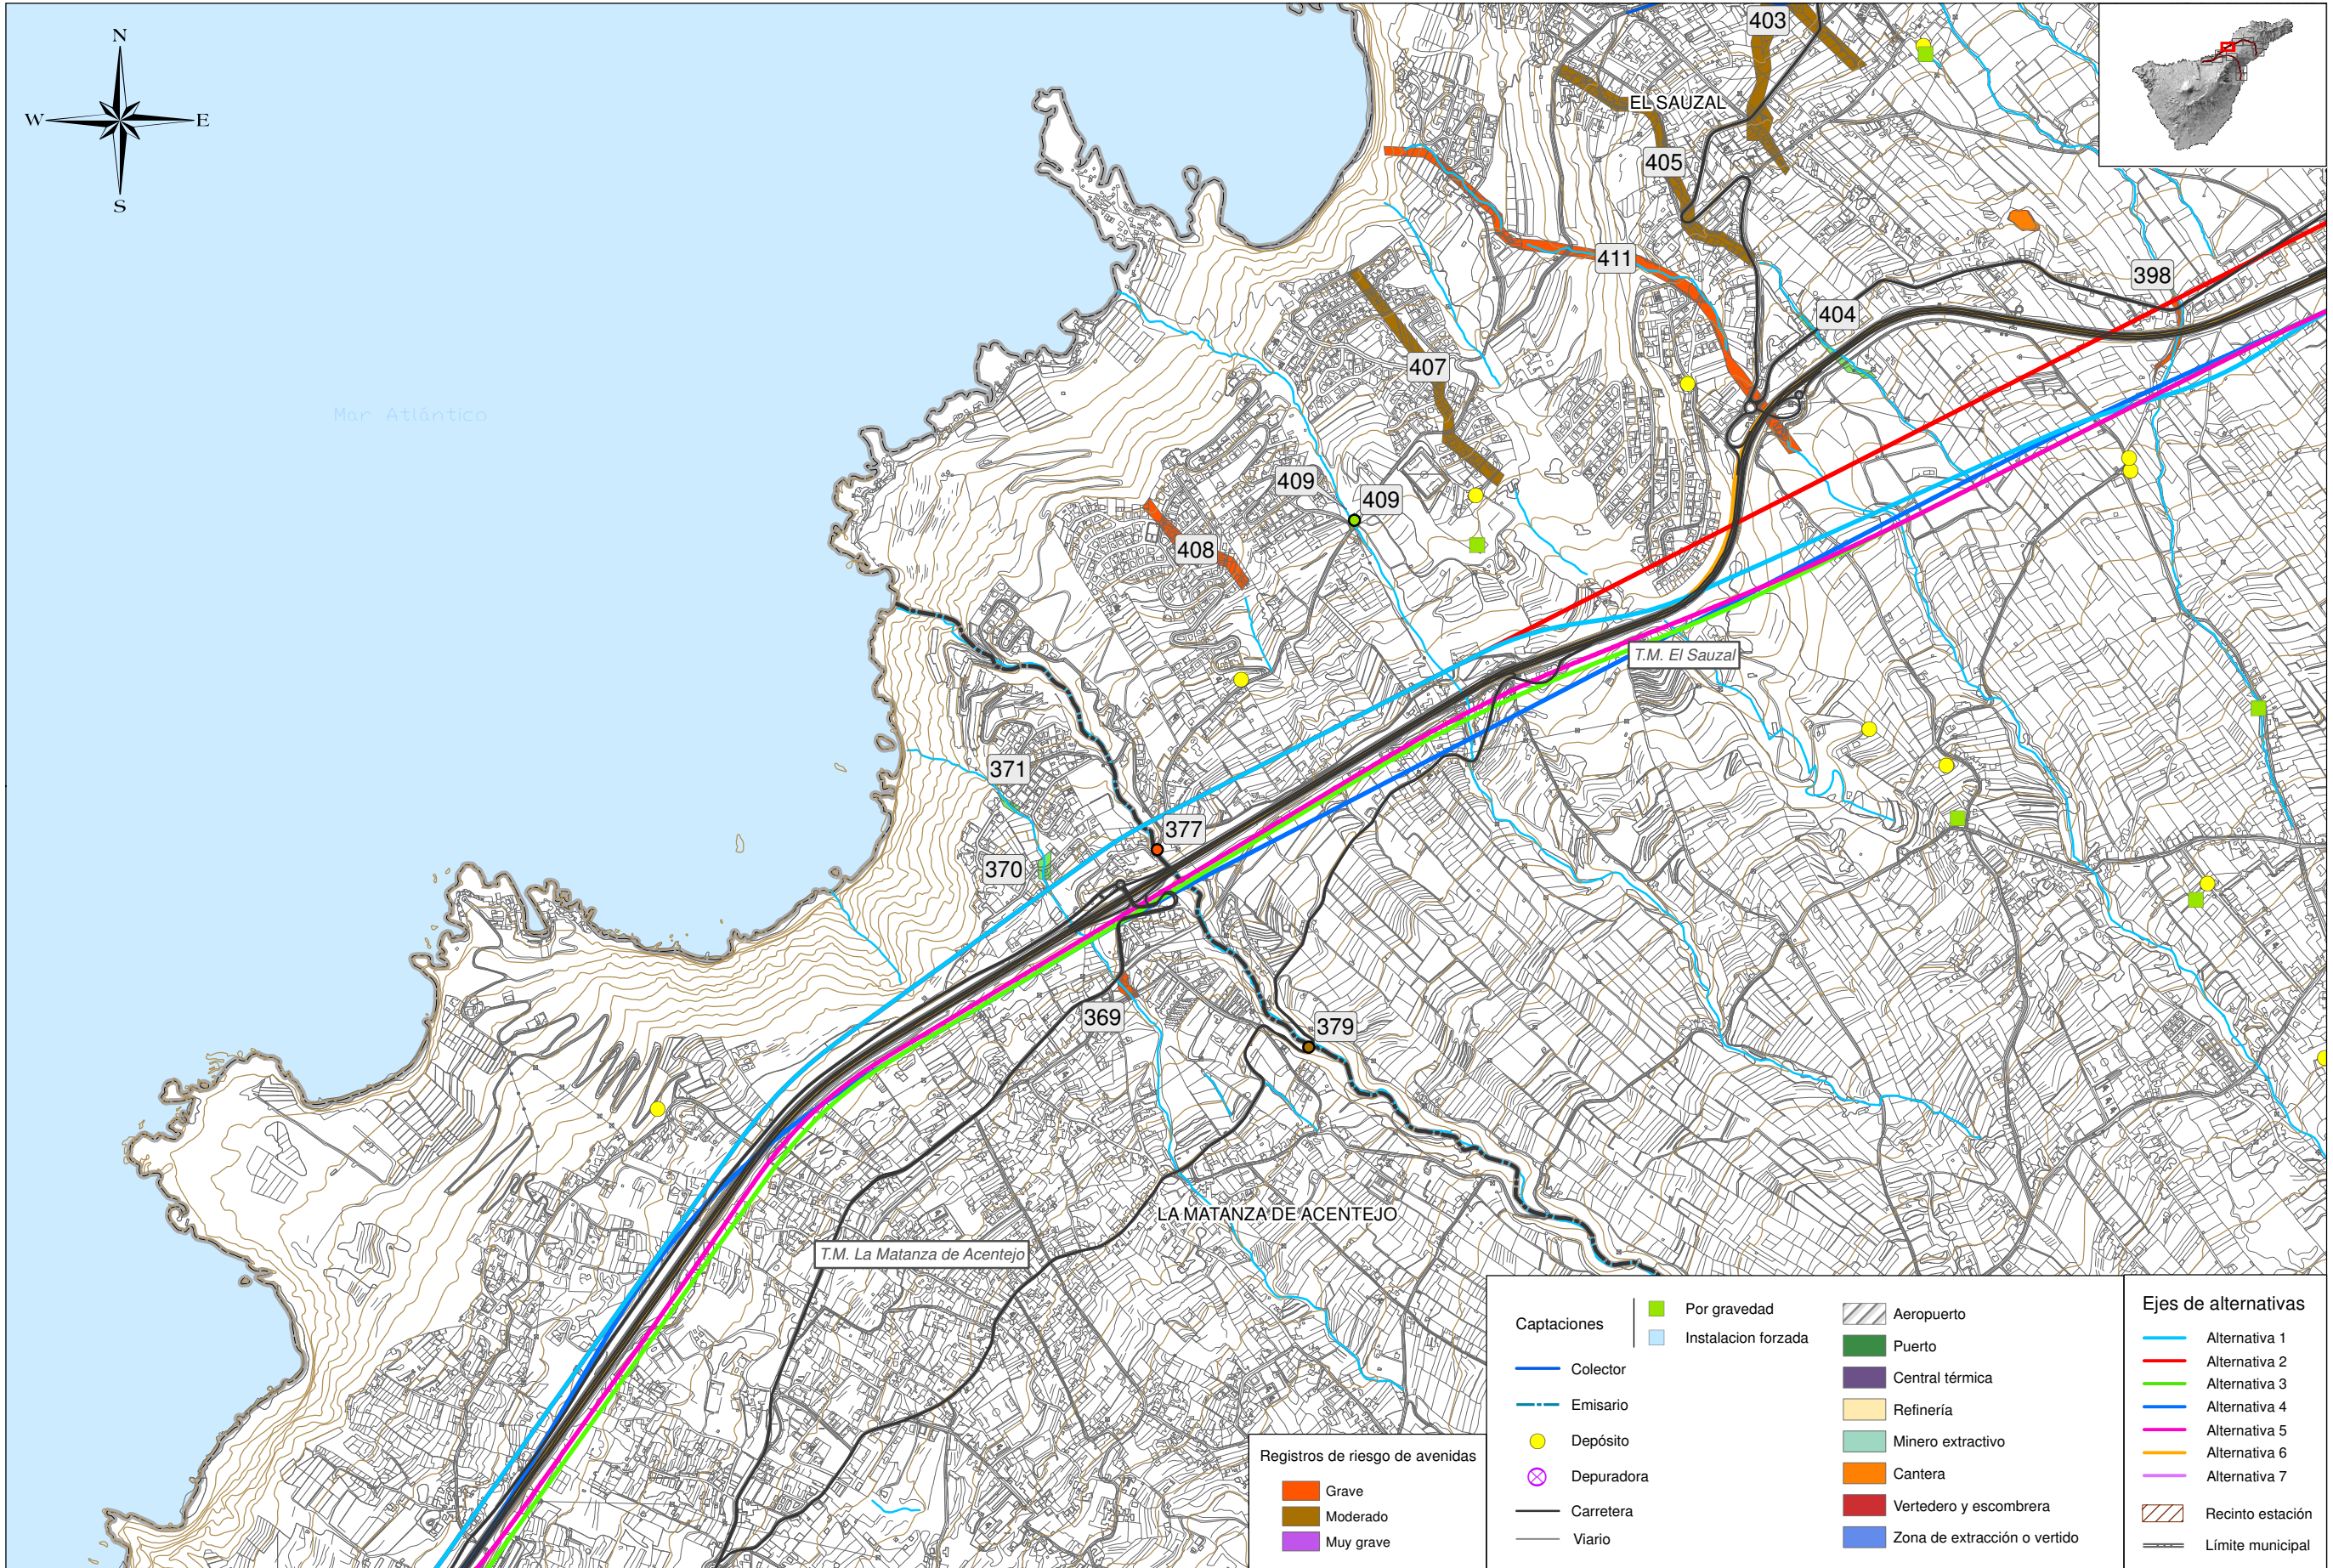 N
W
E
S
403
EL SAUZAL
405
411
398
404
407
Mar Atlántico
409
409
408
T.M. El Sauzal
371
377
370
369
379
LA MATANZA DE ACENTEJO
T.M. La Matanza de Acentejo
Registros de riesgo de avenidas
Grave
Moderado
Muy grave
Captaciones
Por gravedad
Instalacion forzada
Colector
Emisario
Depósito
Depuradora
Carretera
Viario
Aeropuerto
Puerto
Central térmica
Refinería
Minero extractivo
Cantera
Vertedero y escombrera
Zona de extracción o vertido
Ejes de alternativas
Alternativa 1
Alternativa 2
Alternativa 3
Alternativa 4
Alternativa 5
Alternativa 6
Alternativa 7
Recinto estación
Límite municipal